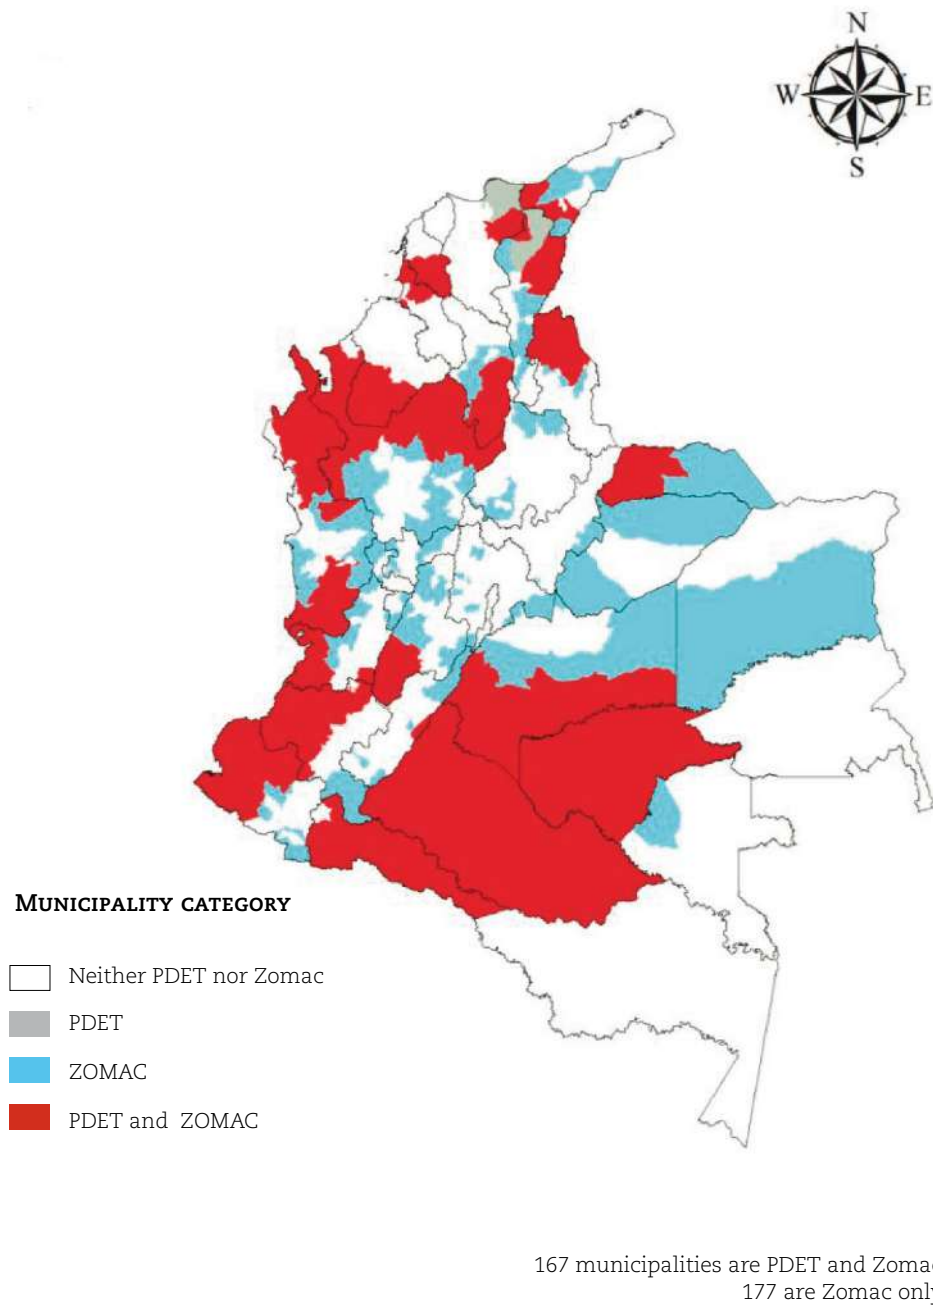 N
W E
S
Municipality category
Neither PDET nor Zomac
PDET
ZOMAC
PDET and ZOMAC
167 municipalities are PDET and Zomac
177 are Zomac only